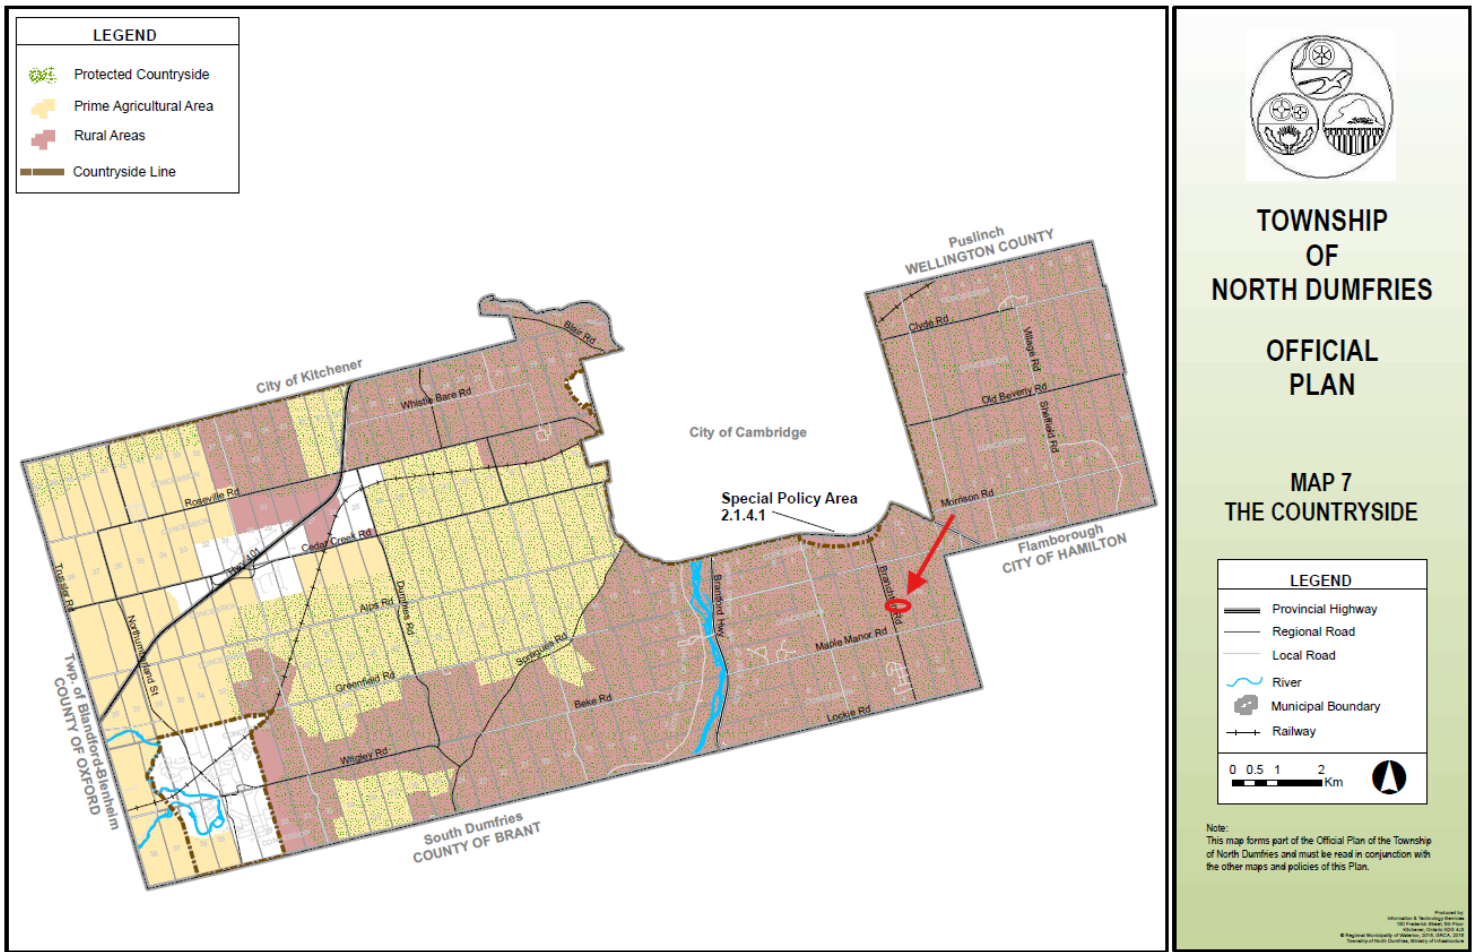 LEGEND
Protected Countryside
Prime Agricultural Area
Rural Areas
Countryside Line
Puslinch
WELLINGTON COUNTY
Clyde Rd
Village Rd
Blair Rd
City of Kitchener
Whistle Bare Rd
Old Beverly Rd
Sheffield Rd
City of Cambridge
Roseville Rd
Special Policy Area
2.1.4.1
Morrison Rd
Flamborough
CITY OF HAMILTON
Cedar Creek Rd
Hwy 401
Trussler Rd
Alps Rd
Dumfries Rd
Brantford Hwy
Northumberland St
Spragues Rd
Maple Manor Rd
Greenfield Rd
Beke Rd
Lockie Rd
Wrigley Rd
Twp. of Blandford-Blenheim
COUNTY OF OXFORD
South Dumfries
COUNTY OF BRANT
TOWNSHIP
OF
NORTH DUMFRIES
OFFICIAL
PLAN
MAP 7
THE COUNTRYSIDE
LEGEND
Provincial Highway
Regional Road
Local Road
River
Municipal Boundary
Railway
0 0.5 1 2
Km
Note:
This map forms part of the Official Plan of the Township
of North Dumfries and must be read in conjunction with
the other maps and policies of this Plan.